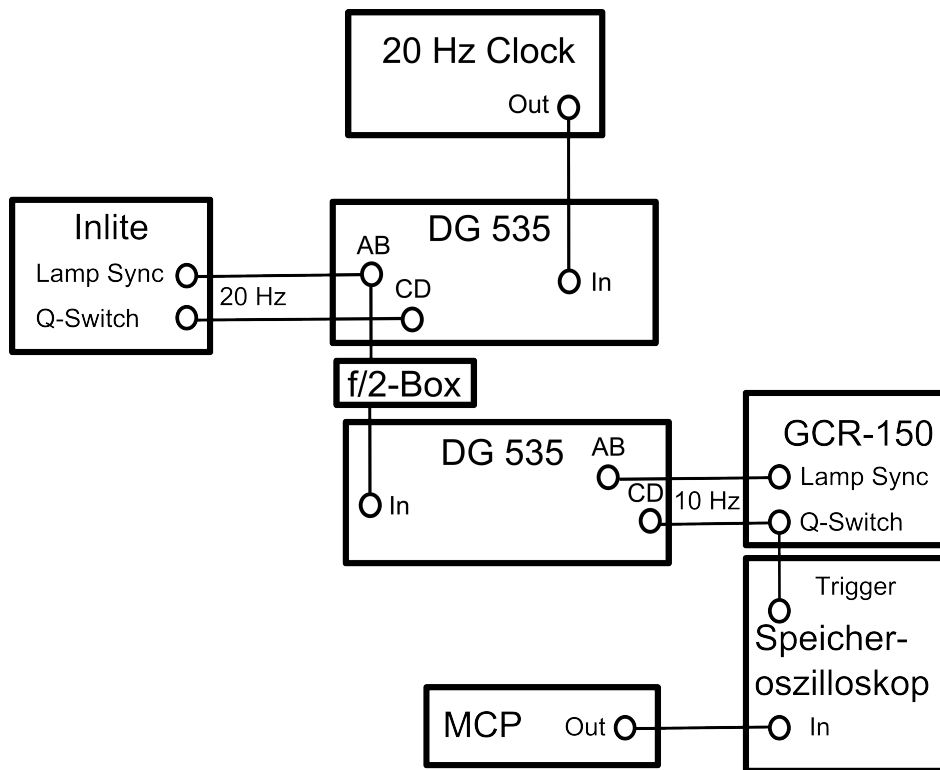 20 Hz Clock
Out
Inlite
Lamp Sync
Q-Switch
20 Hz
DG 535
AB
CD
In
f/2-Box
DG 535
AB
CD
In
10 Hz
GCR-150
Lamp Sync
Q-Switch
Trigger
Speicher-
oszilloskop
In
MCP
Out